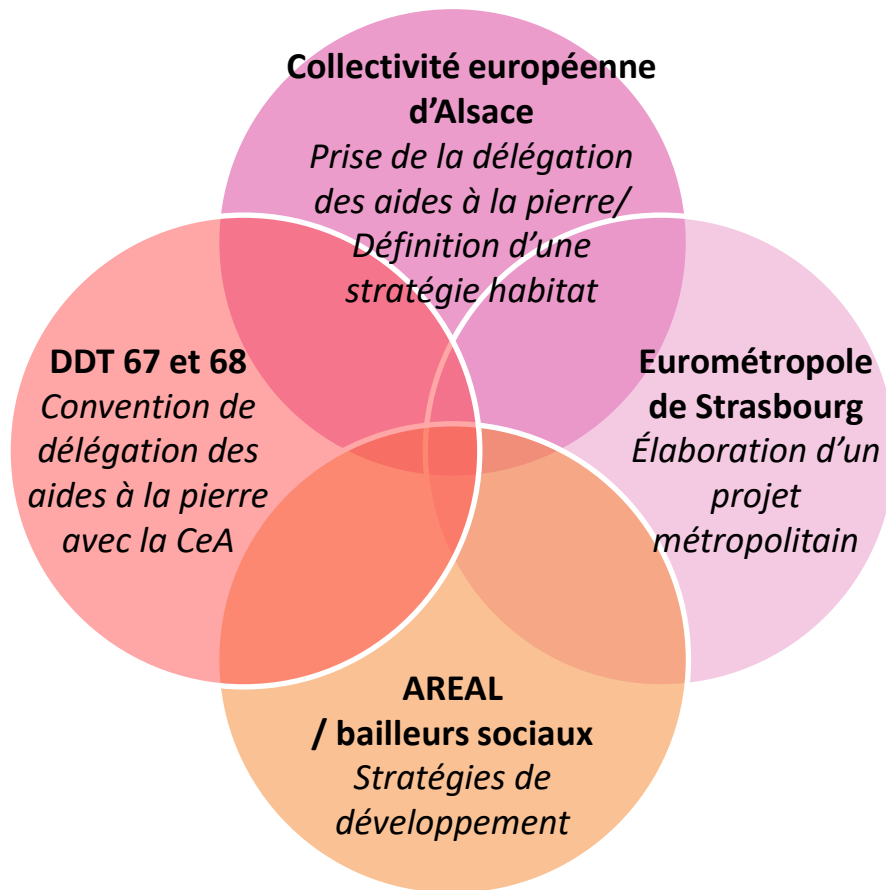 Collectivité européenne
d’Alsace
Prise de la délégation
des aides à la pierre/
Définition d’une
stratégie habitat
DDT 67 et 68
Convention de
délégation des
aides à la pierre
avec la CeA
Eurométropole
de Strasbourg
Élaboration d’un
projet
métropolitain
AREAL
/ bailleurs sociaux
Stratégies de
développement